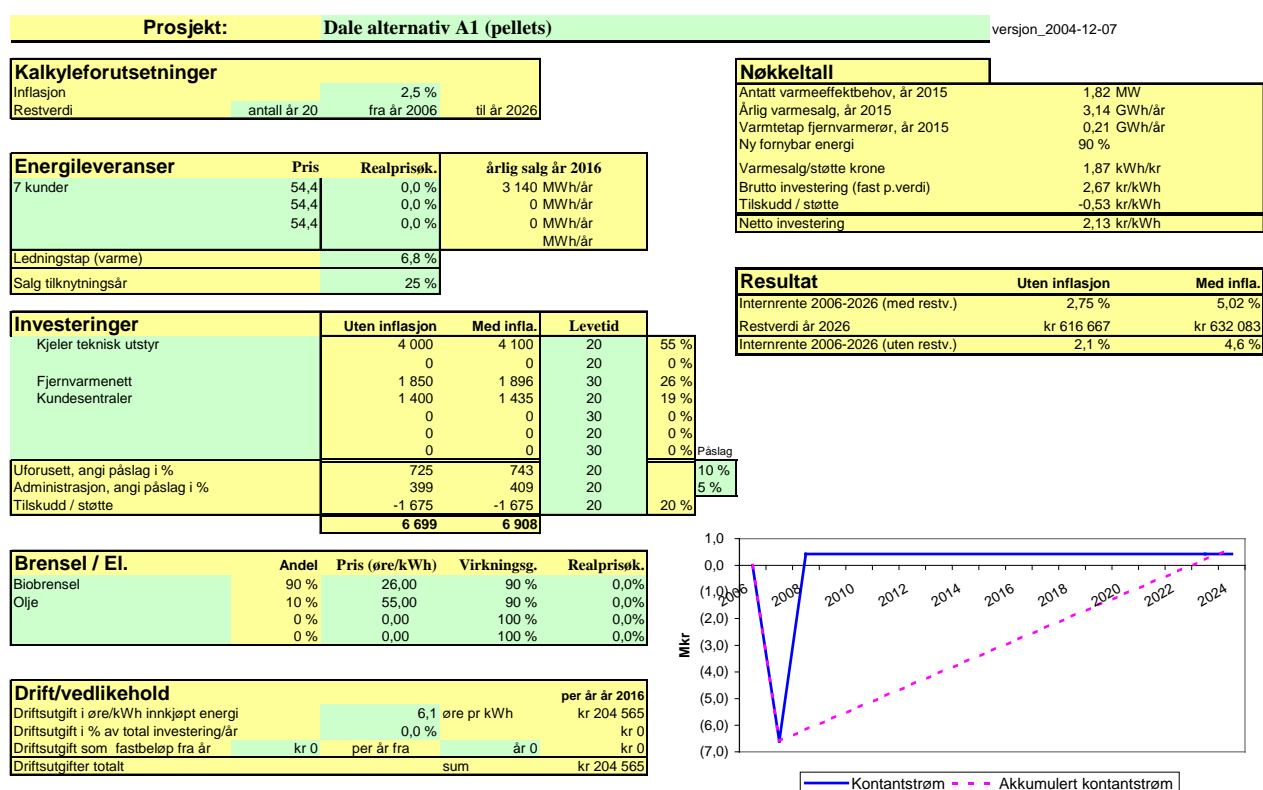 Prosjekt: Dale alternativ A1 (pellets) versjon_2004-12-07
Kalkyleforutsetninger
Inflasjon 2,5 %
Restverdi antall år 20 fra år 2006 til år 2026
Nøkkeltall
Antatt varmeeffektbehov, år 2015 1,82 MW
Årlig varmesalg, år 2015 3,14 GWh/år
Varmtetap fjernvarmerør, år 2015 0,21 GWh/år
Ny fornybar energi 90 %
Varmesalg/støtte krone 1,87 kWh/kr
Brutto investering (fast p.verdi) 2,67 kr/kWh
Tilskudd / støtte -0,53 kr/kWh
Netto investering 2,13 kr/kWh
Energileveranser Pris Realprisøk. årlig salg år 2016
7 kunder 54,4 0,0 % 3 140 MWh/år
54,4 0,0 % 0 MWh/år
54,4 0,0 % 0 MWh/år
MWh/år
Ledningstap (varme) 6,8 %
Salg tilknytningsår 25 %
Resultat Uten inflasjon Med infla.
Internrente 2006-2026 (med restv.) 2,75 % 5,02 %
Restverdi år 2026 kr 616 667 kr 632 083
Internrente 2006-2026 (uten restv.) 2,1 % 4,6 %
Investeringer Uten inflasjon Med infla. Levetid
Kjeler teknisk utstyr 4 000 4 100 20 55 %
0 0 20 0 %
Fjernvarmenett 1 850 1 896 30 26 %
Kundesentraler 1 400 1 435 20 19 %
0 0 30 0 %
0 0 20 0 %
0 0 30 0 % Påslag
Uforusett, angi påslag i % 725 743 20 10 %
Administrasjon, angi påslag i % 399 409 20 5 %
Tilskudd / støtte -1 675 -1 675 20 20 %
6 699 6 908
Brensel / El. Andel Pris (øre/kWh) Virkningsg. Realprisøk.
Biobrensel 90 % 26,00 90 % 0,0%
Olje 10 % 55,00 90 % 0,0%
0 % 0,00 100 % 0,0%
0 % 0,00 100 % 0,0%
Drift/vedlikehold per år år 2016
Driftsutgift i øre/kWh innkjøpt energi 6,1 øre pr kWh kr 204 565
Driftsutgift i % av total investering/år 0,0 % kr 0
Driftsutgift som fastbeløp fra år kr 0 per år fra år 0 kr 0
Driftsutgifter totalt sum kr 204 565
1,0
0,0
(1,0)
(2,0)
(3,0)
(4,0)
(5,0)
(6,0)
(7,0)
Mkr
2006 2008 2010 2012 2014 2016 2018 2020 2022 2024
Kontantstrøm Akkumulert kontantstrøm